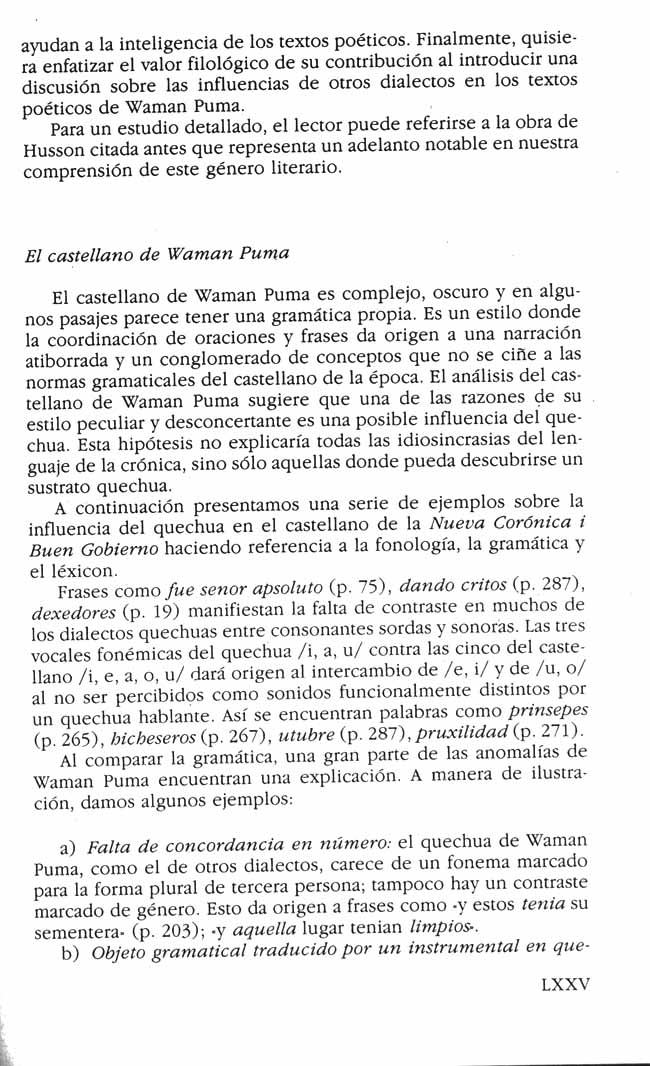 ayudan a la inteligencia de los textos poéticos. Finalmente, quisie-
ra enfatizar el valor filológico de su contribución al introducir una
discusión sobre las influencias de otros dialectos en los textos
poéticos de Waman Puma.
Para un estudio detallado, el lector puede referirse a la obra de
Husson citada antes que representa un adelanto notable en nuestra
comprensión de este género literario.
El castellano de Waman Puma
El castellano de Waman Puma es complejo, oscuro y en algu-
nos pasajes parece tener una gramática propia. Es un estilo donde
la coordinación de oraciones y frases da origen a una narración
atiborrada y un conglomerado de conceptos que no se ciñe a las
normas gramaticales del castellano de la época. El análisis del cas-
tellano de Waman Puma sugiere que una de las razones de su
estilo peculiar y desconcertante es una posible influencia del que-
chua. Esta hipótesis no explicaría todas las idiosincrasias del len-
guaje de la crónica, sino sólo aquellas donde pueda descubrirse un
sustrato quechua.
A continuación presentamos una serie de ejemplos sobre la
influencia del quechua en el castellano de la Nueva Corónica i
Buen Gobierno haciendo referencia a la fonología, la gramática y
el léxicon.
Frases como fue senor apsoluto (p. 75), dando critos (p. 287),
dexedores (p. 19) manifiestan la falta de contraste en muchos de
los dialectos quechuas entre consonantes sordas y sonoras. Las tres
vocales fonémicas del quechua /i, a, u/ contra las cinco del caste-
llano /i, e, a, o, u/ dará origen al intercambio de /e, i/ y de /u, o/
al no ser percibidos como sonidos funcionalmente distintos por
un quechua hablante. Así se encuentran palabras como prinsepes
(p. 265), hicheseros (p. 267), utubre (p. 287), pruxilidad (p. 271).
Al comparar la gramática, una gran parte de las anomalías de
Waman Puma encuentran una explicación. A manera de ilustra-
ción, damos algunos ejemplos:
a) Falta de concordancia en número: el quechua de Waman
Puma, como el de otros dialectos, carece de un fonema marcado
para la forma plural de tercera persona; tampoco hay un contraste
marcado de género. Esto da origen a frases como «y estos tenia su
sementera» (p. 203); «y aquella lugar tenian limpios».
b) Objeto gramatical traducido por un instrumental en que-
LXXV